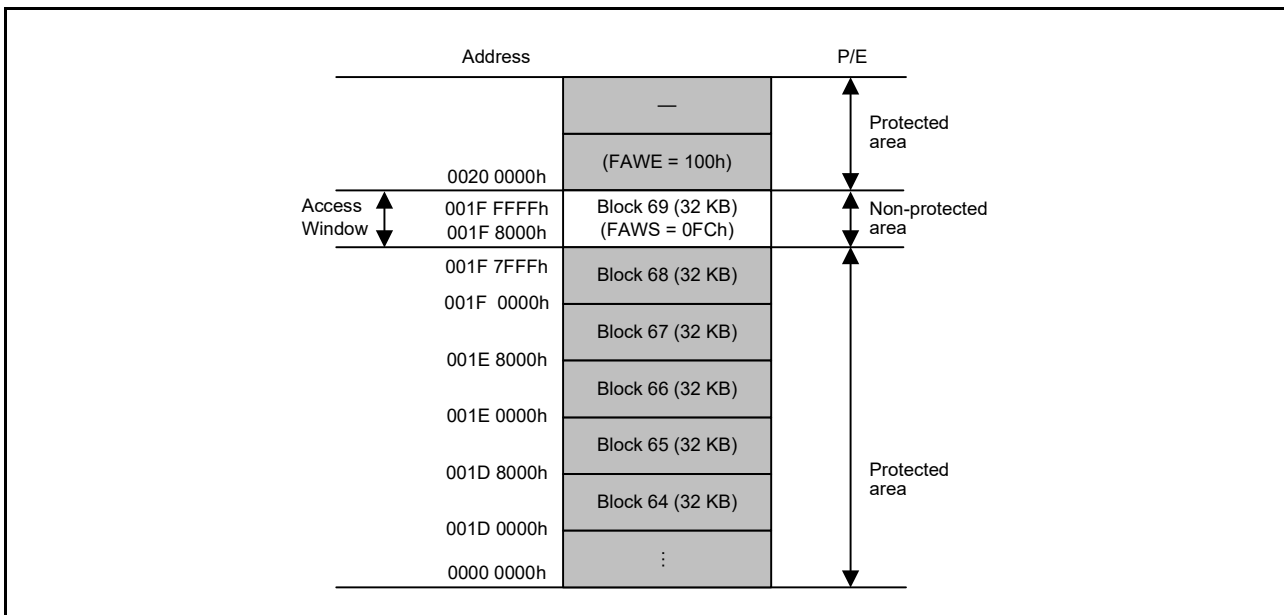 Address
P/E
—
Protected
area
(FAWE = 100h)
0020 0000h
Access
Window
001F FFFFh
001F 8000h
Block 69 (32 KB)
(FAWS = 0FCh)
Non-protected
area
001F 7FFFh
Block 68 (32 KB)
001F 0000h
Block 67 (32 KB)
001E 8000h
Block 66 (32 KB)
001E 0000h
Block 65 (32 KB)
001D 8000h
Protected
area
Block 64 (32 KB)
001D 0000h
⋮
0000 0000h